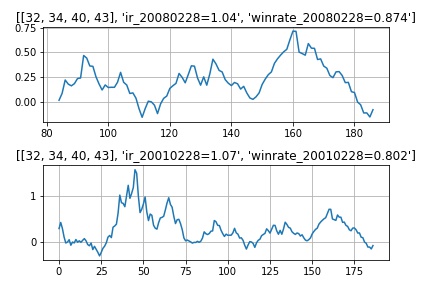 [[32, 34, 40, 43], 'ir_20080228=1.04', 'winrate_20080228=0.874']
0.75
0.50
0.25
0.00
80 100 120 140 160 180
[[32, 34, 40, 43], 'ir_20010228=1.07', 'winrate_20010228=0.802']
1
0
0 25 50 75 100 125 150 175